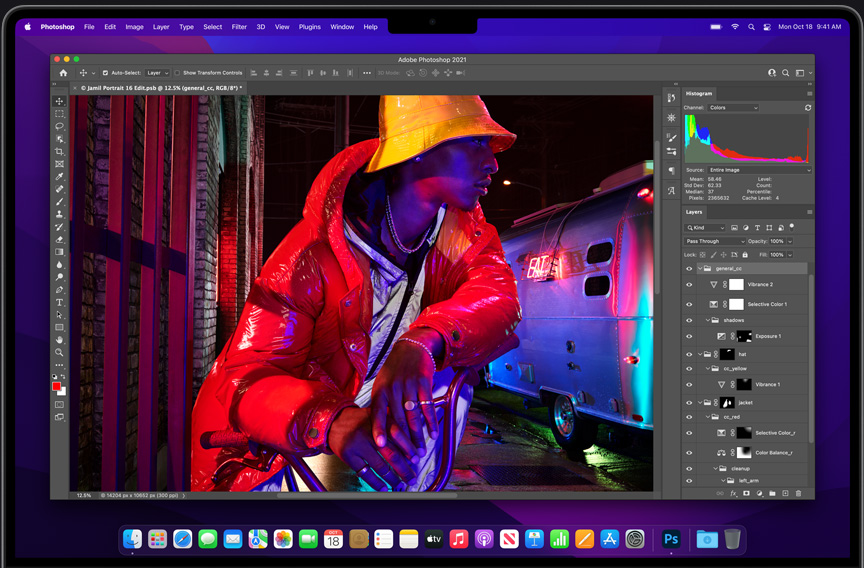 Photoshop File Edit Image Layer Type Select Filter 3D View Plugins Window Help Mon Oct 18 9:41 AM
Adobe Photoshop 2021
Auto-Select: Layer Show Transform Controls 3D Mode:
× © Jamil Portrait 16 Edit.psb @ 12.5% (general_cc, RGB/8*) *
Histogram
Channel: Colors
Source: Entire Image
Mean: 58.46 Level:
Std Dev: 62.33 Count:
Median: 37 Percentile:
Pixels: 2365632 Cache Level: 4
Layers
Kind
Pass Through Opacity: 100%
Lock: Fill: 100%
general_cc
Vibrance 2
Selective Color 1
shadows
Exposure 1
hat
cc_yellow
Vibrance 1
jacket
cc_red
Selective Color_r
Color Balance_r
cleanup
left_arm
EAT
12.5% © 14204 px x 10652 px (300 ppi)
OCT
18
tv
Ps